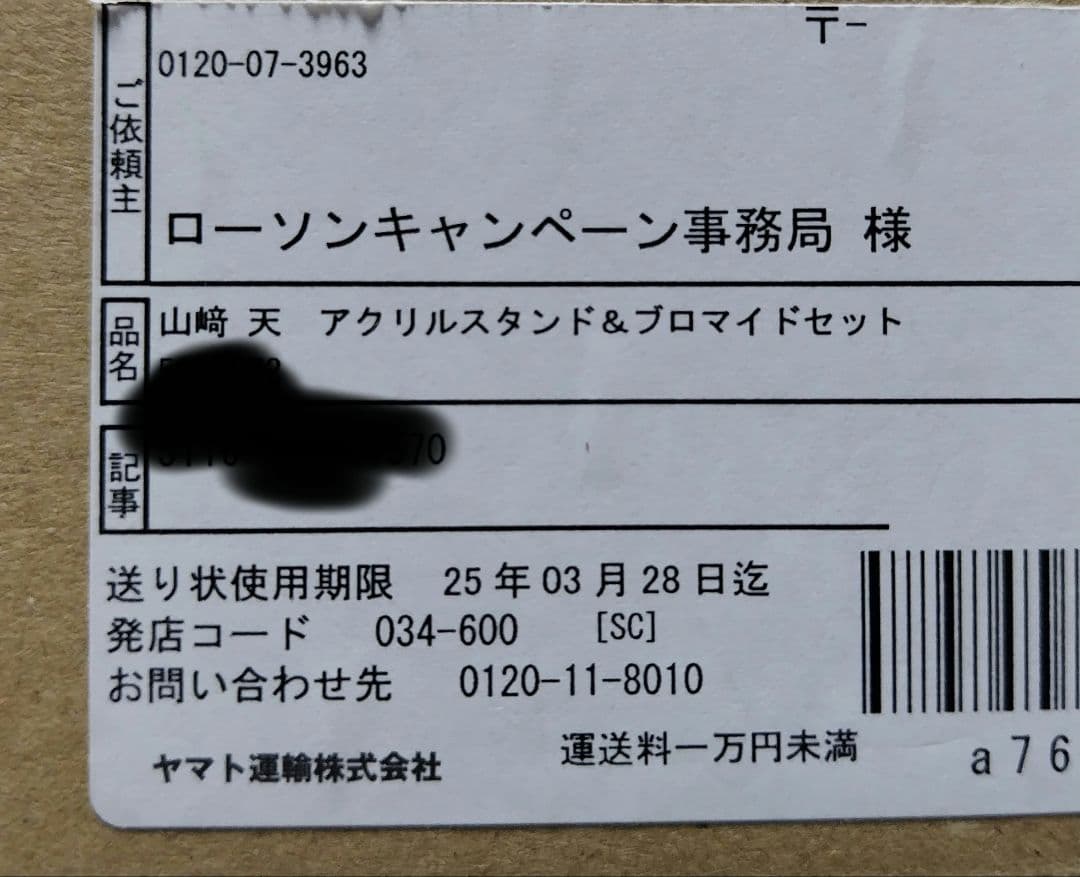 〒-
ご依頼主
0120-07-3963
ローソンキャンペーン事務局 様
品名
山﨑 天 アクリルスタンド＆ブロマイドセット
記事
70
送り状使用期限 25年03月28日迄
発店コード 034-600 [SC]
お問い合わせ先 0120-11-8010
運送料一万円未満
ヤマト運輸株式会社
a76